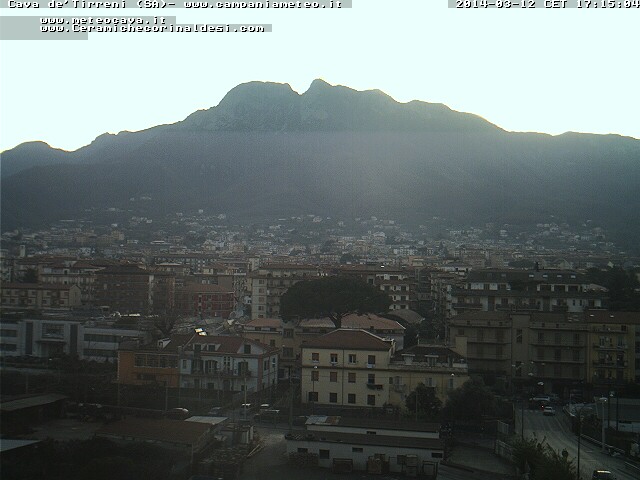 Cava de'Tirreni (SA)- www.campaniameteo.it
2014-03-12 CET 17:15:04
www.meteocava.it
www.Ceramichecorinaldesi.com